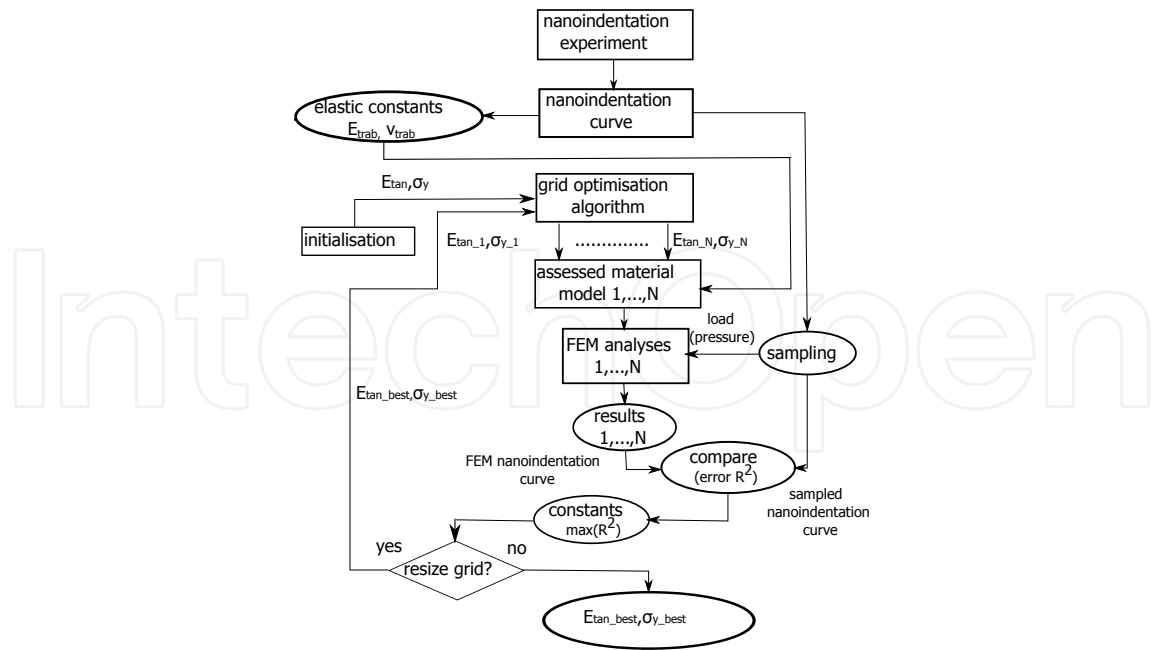 nanoindentation
experiment
nanoindentation
curve
elastic constants
Etrab, vtrab
Etan,σy
grid optimisation
algorithm
initialisation
Etan_1,σy_1
..............
Etan_N,σy_N
assessed material
model 1,...,N
load
(pressure)
FEM analyses
1,...,N
sampling
Etan_best,σy_best
results
1,...,N
compare
(error R²)
FEM nanoindentation
curve
sampled
nanoindentation
curve
constants
max(R²)
yes
no
resize grid?
Etan_best,σy_best
IntechOpen